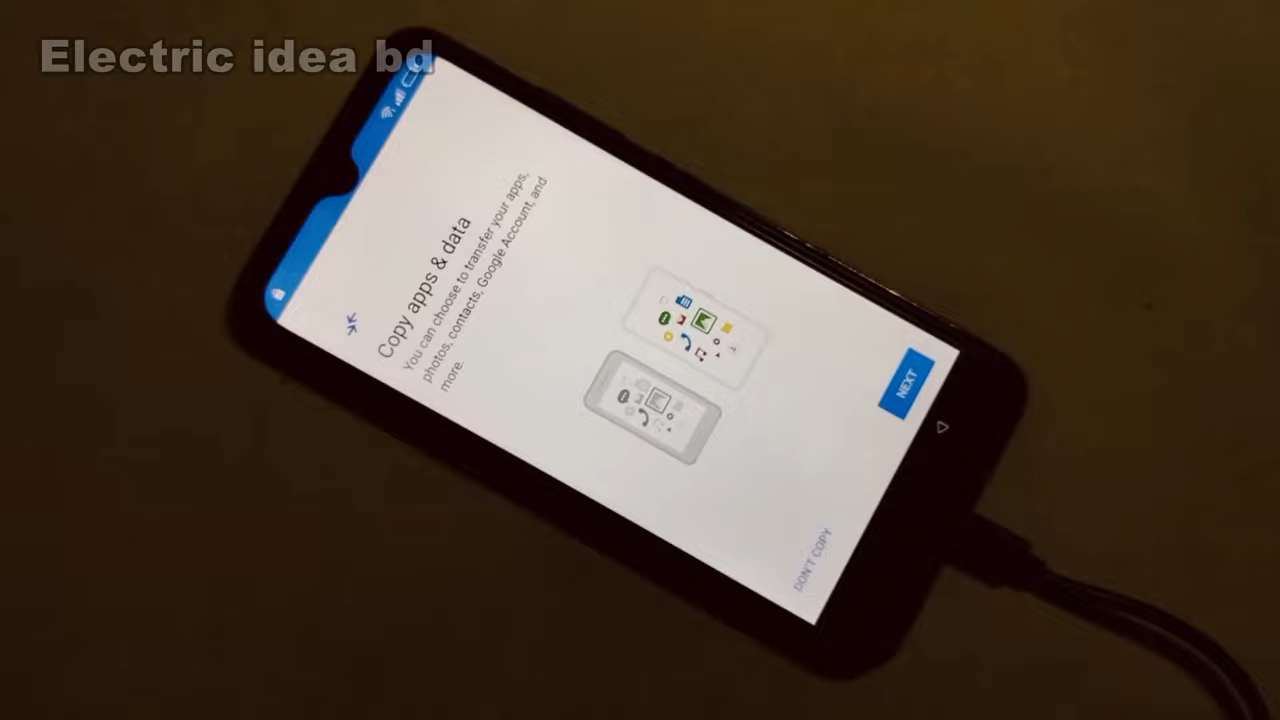 Electric idea bd
Copy apps & data
You can choose to transfer your apps,
photos, contacts, Google Account, and
more.
NEXT
DON'T COPY